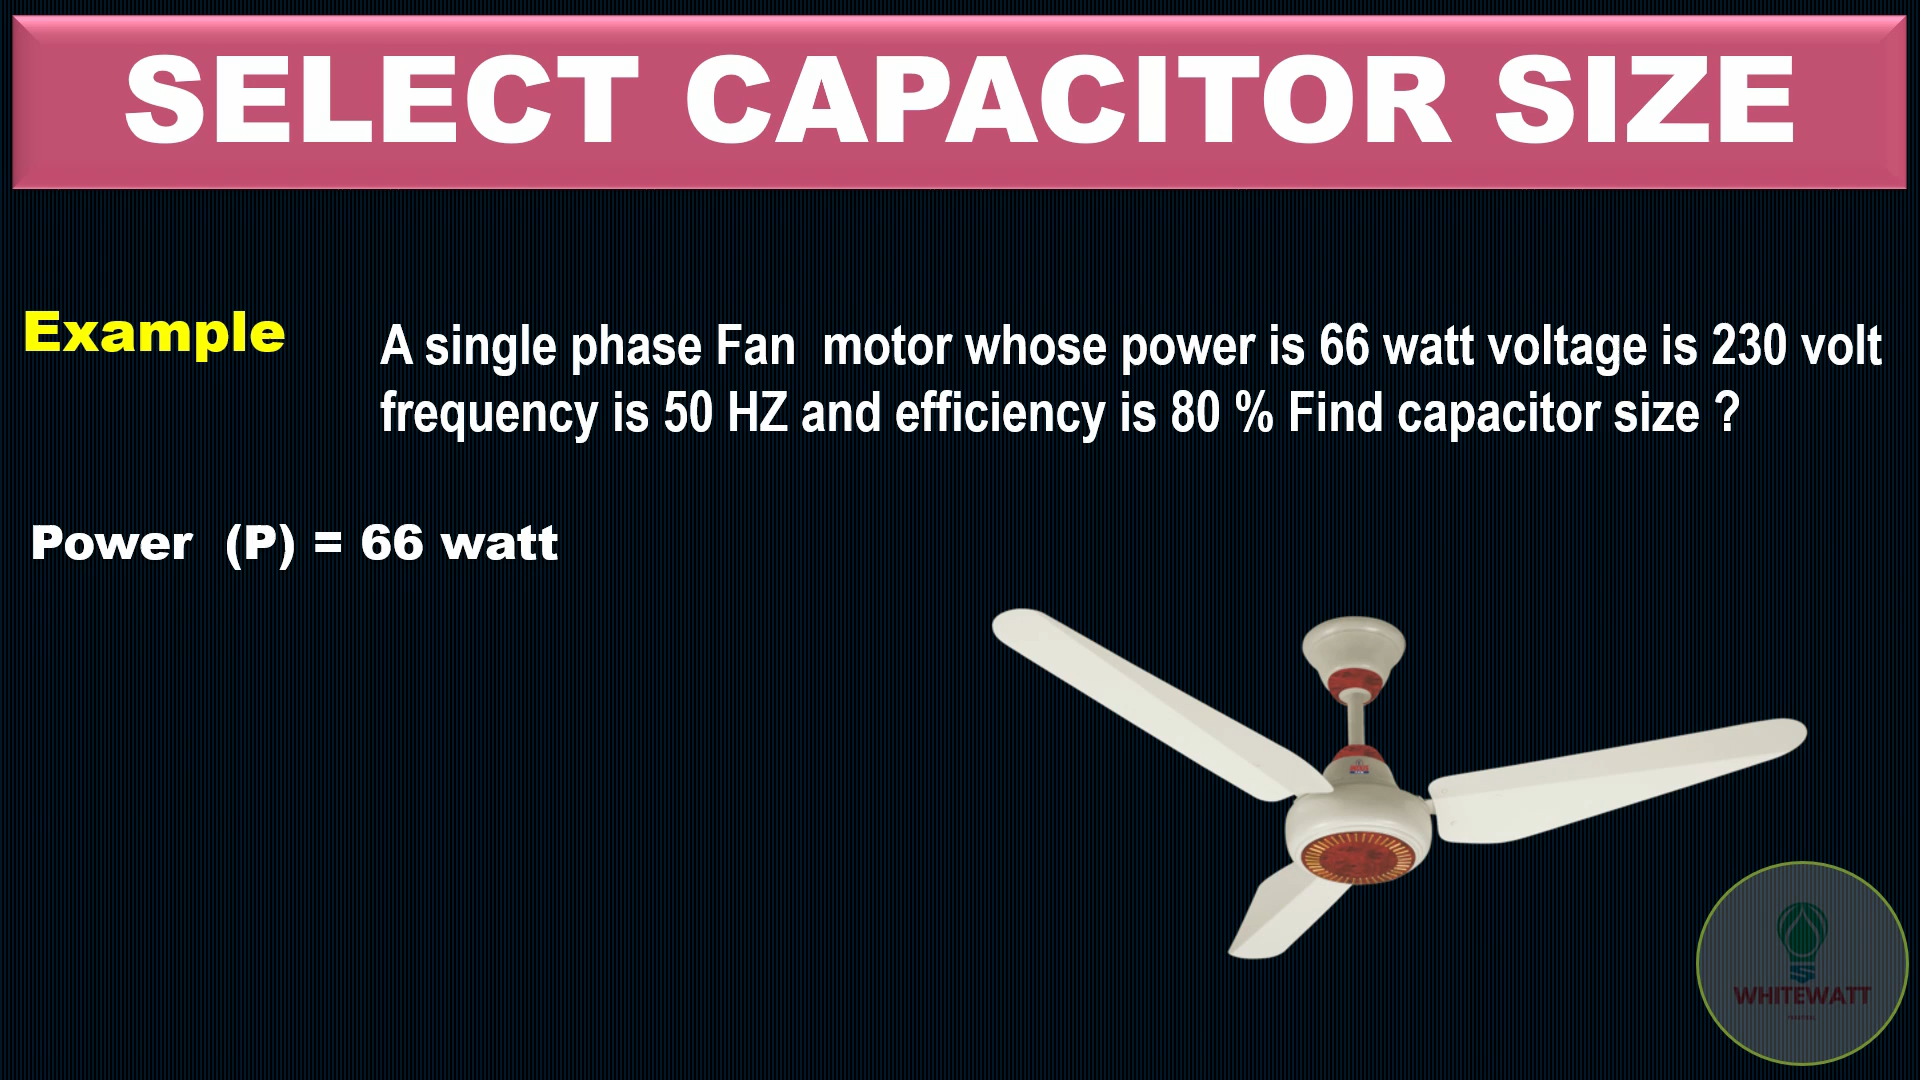 SELECT CAPACITOR SIZE
Example
A single phase Fan motor whose power is 66 watt voltage is 230 volt
frequency is 50 HZ and efficiency is 80 % Find capacitor size ?
Power (P) = 66 watt
WHITEWATT